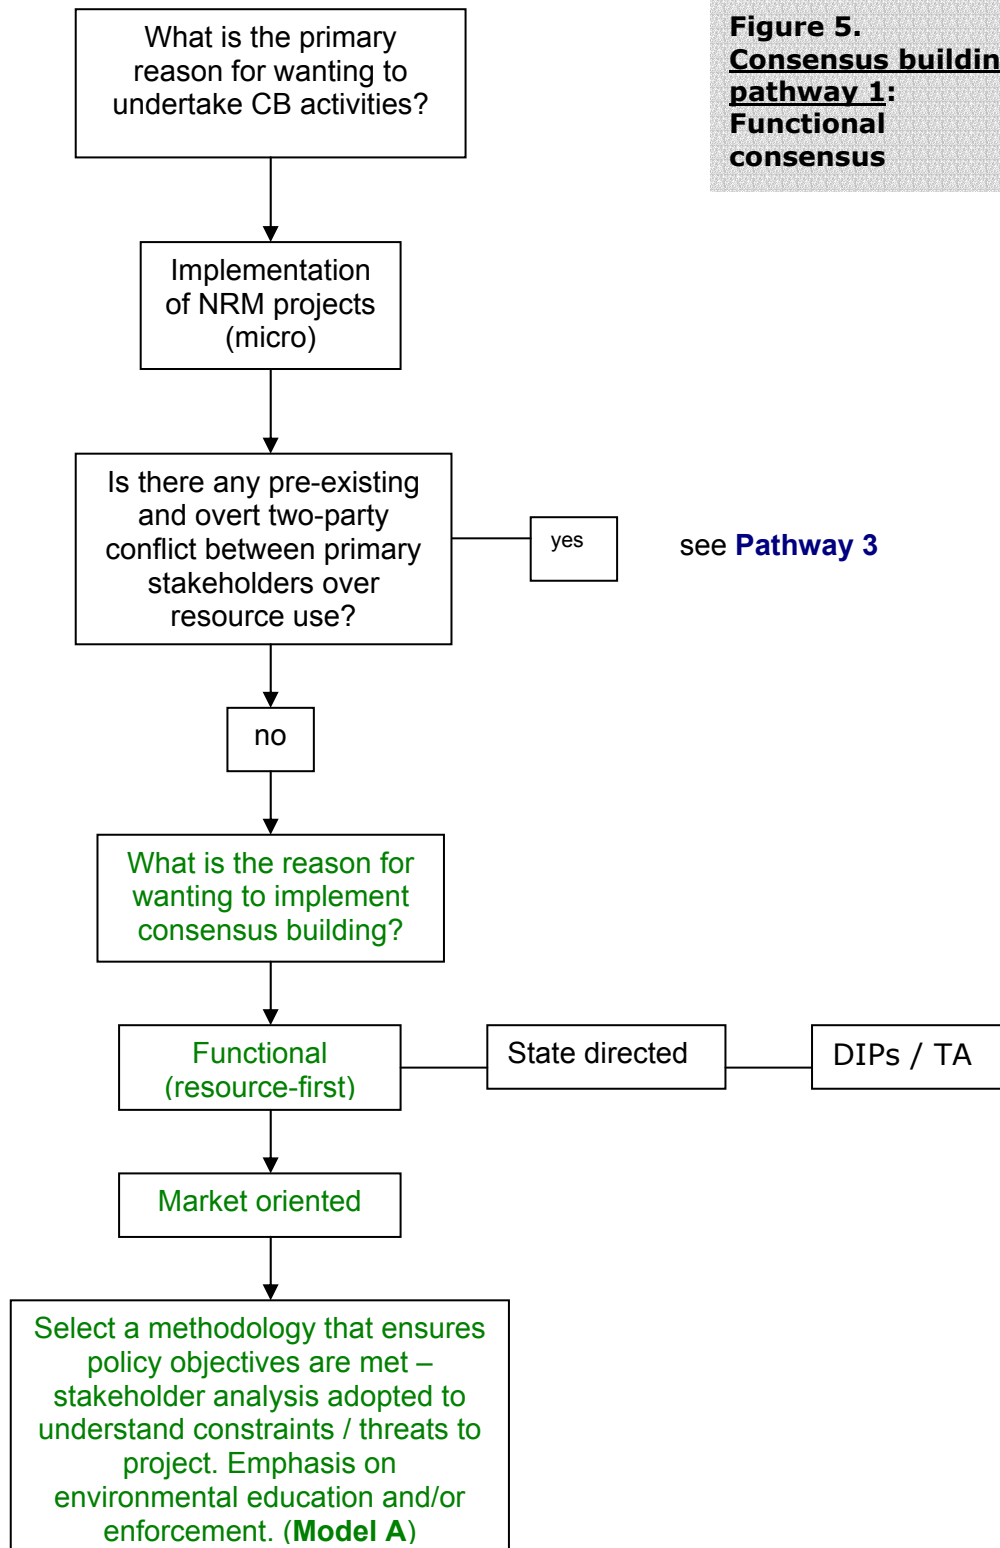 What is the primary
reason for wanting to
undertake CB activities?
Figure 5.
Consensus buildin
pathway 1:
Functional
consensus
Implementation
of NRM projects
(micro)
Is there any pre-existing
and overt two-party
conflict between primary
stakeholders over
resource use?
yes
see Pathway 3
no
What is the reason for
wanting to implement
consensus building?
Functional
(resource-first)
State directed
DIPs / TA
Market oriented
Select a methodology that ensures
policy objectives are met –
stakeholder analysis adopted to
understand constraints / threats to
project. Emphasis on
environmental education and/or
enforcement. (Model A)